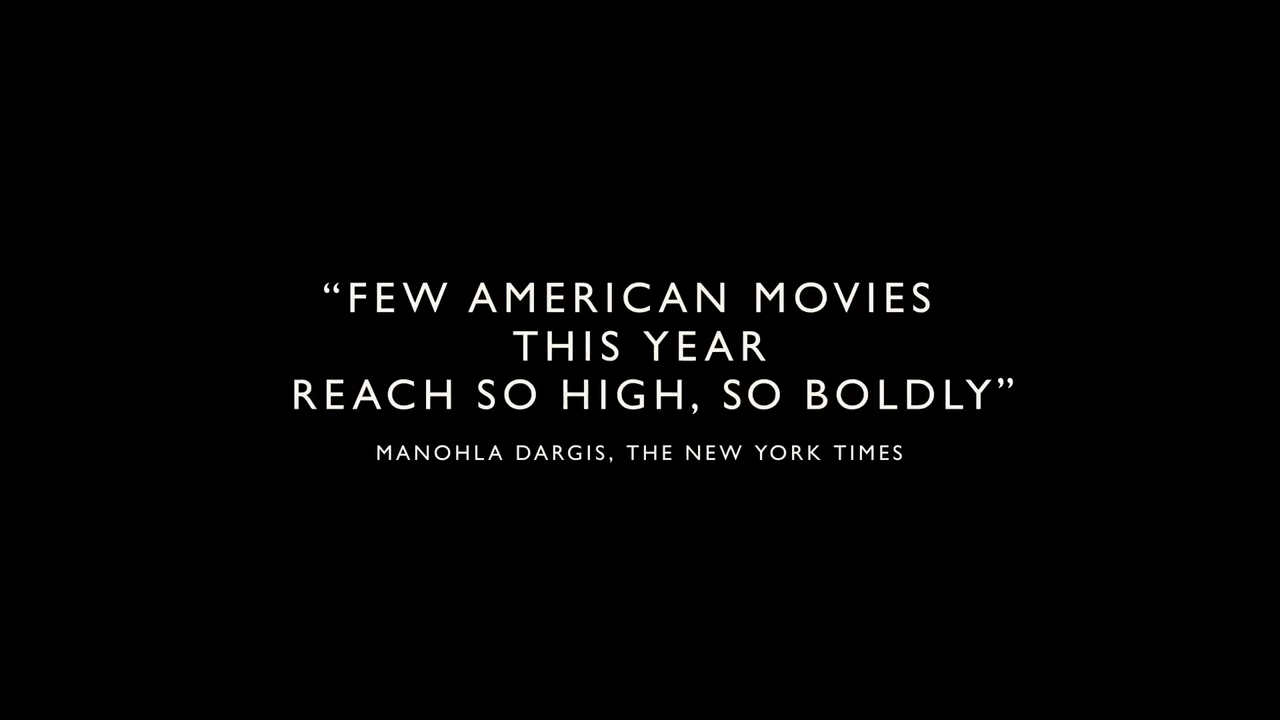 “FEW AMERICAN MOVIES
THIS YEAR
REACH SO HIGH, SO BOLDLY”
MANOHLA DARGIS, THE NEW YORK TIMES